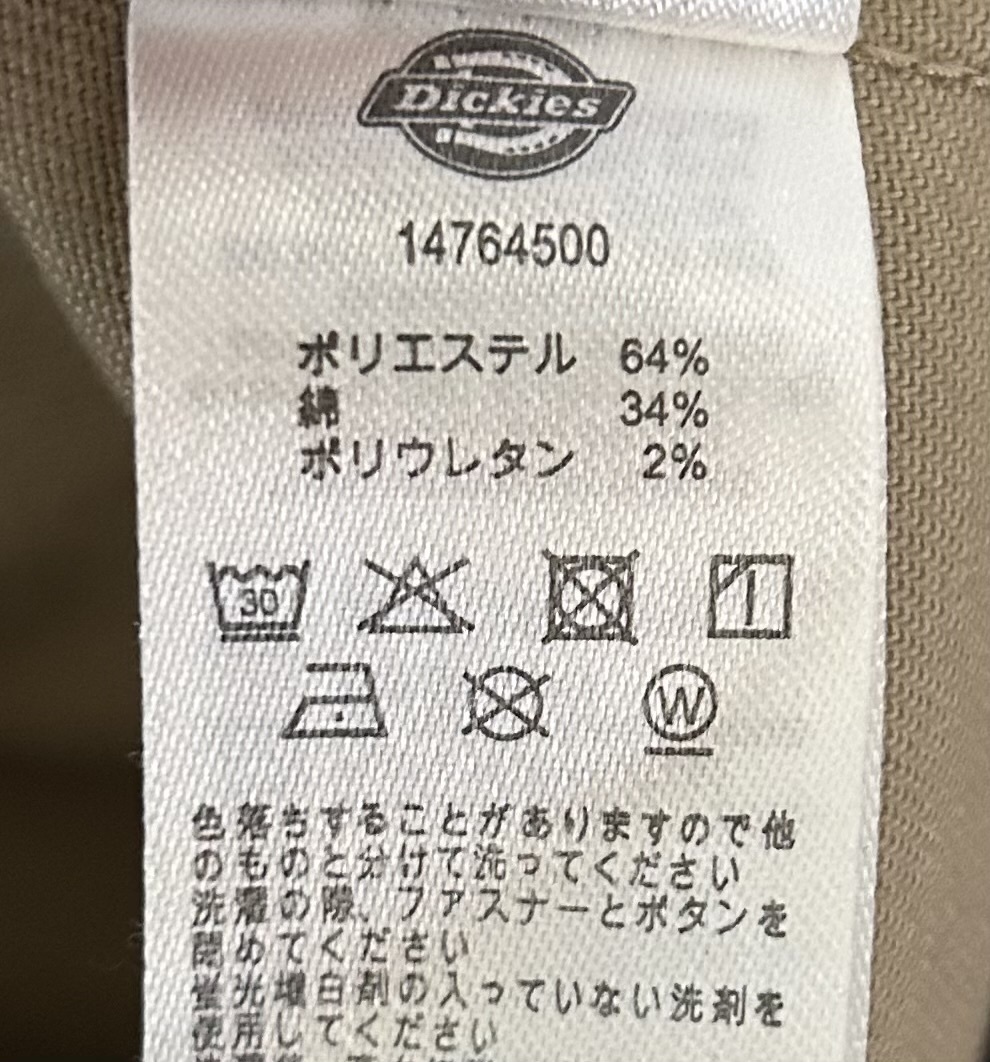 Dickies
14764500
ポリエステル 64%
綿 34%
ポリウレタン 2%
30
W
色落ちすることがありますので他
のものと分けて洗ってください
洗濯の際、ファスナーとボタンを
閉めてください
蛍光増白剤の入っていない洗剤を
使用してください